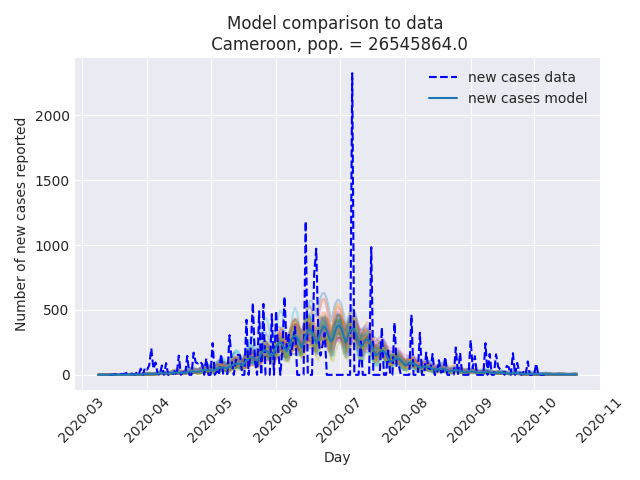 Model comparison to data
Cameroon, pop. = 26545864.0
new cases data
new cases model
Number of new cases reported
2000
1500
1000
500
0
2020-03
2020-04
2020-05
2020-06
2020-07
2020-08
2020-09
2020-10
2020-11
Day